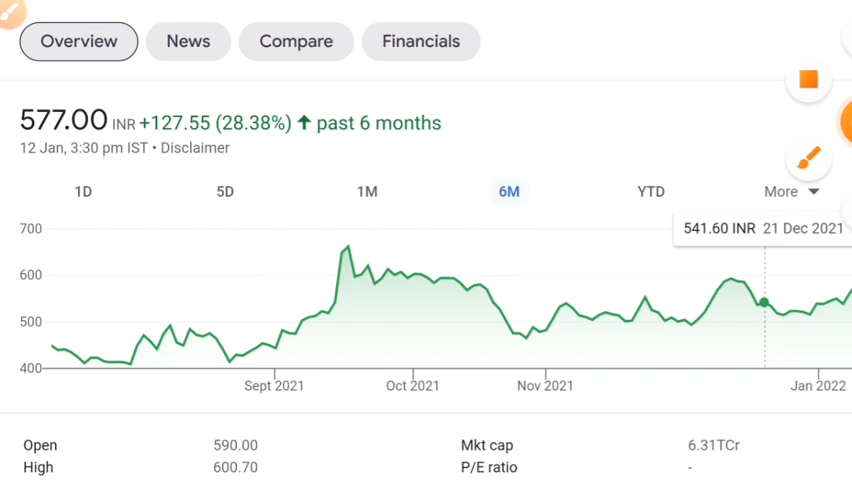 Overview News Compare Financials
577.00 INR +127.55 (28.38%) ↑ past 6 months
12 Jan, 3:30 pm IST • Disclaimer
1D 5D 1M 6M YTD More
541.60 INR 21 Dec 2021
700
600
500
400
Sept 2021 Oct 2021 Nov 2021 Jan 2022
Open 590.00 Mkt cap 6.31TCr
High 600.70 P/E ratio -